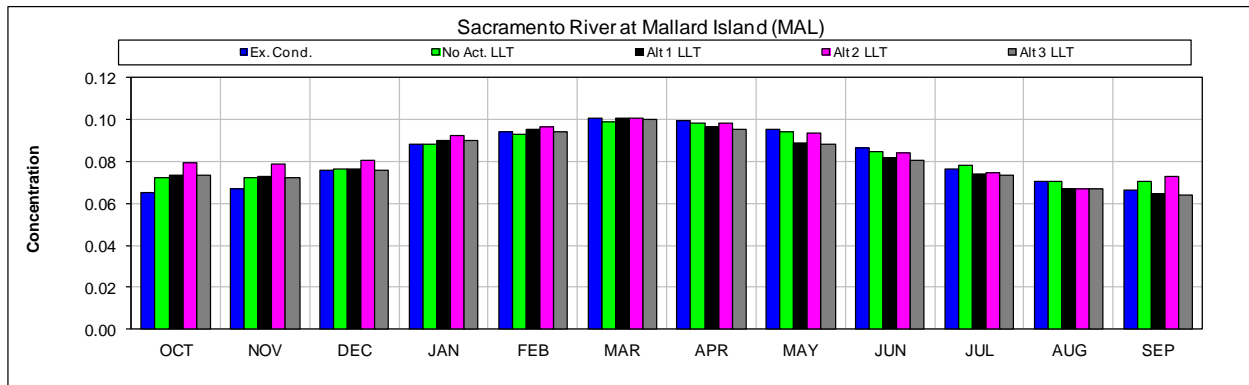 Sacramento River at Mallard Island (MAL)
Ex. Cond. No Act. LLT Alt 1 LLT Alt 2 LLT Alt 3 LLT
0.12
0.10
0.08
0.06
0.04
0.02
0.00
Concentration
OCT NOV DEC JAN FEB MAR APR MAY JUN JUL AUG SEP